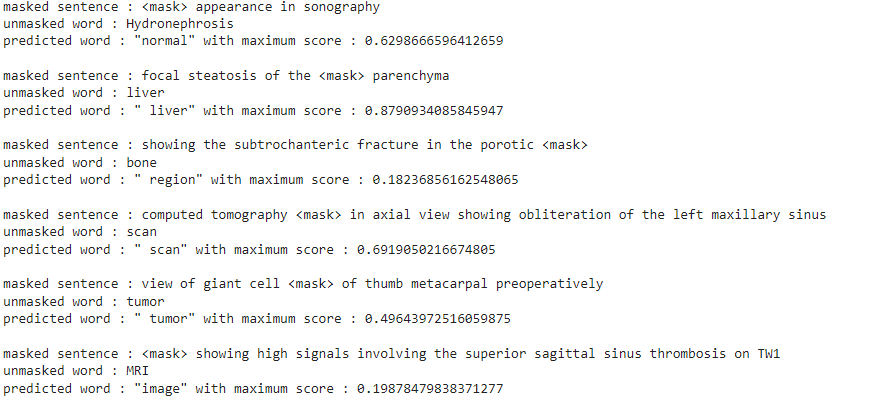 masked sentence : <mask> appearance in sonography
unmasked word : Hydronephrosis
predicted word : "normal" with maximum score : 0.6298666596412659
masked sentence : focal steatosis of the <mask> parenchyma
unmasked word : liver
predicted word : " liver" with maximum score : 0.8790934085845947
masked sentence : showing the subtrochanteric fracture in the porotic <mask>
unmasked word : bone
predicted word : " region" with maximum score : 0.18236856162548065
masked sentence : computed tomography <mask> in axial view showing obliteration of the left maxillary sinus
unmasked word : scan
predicted word : " scan" with maximum score : 0.6919050216674805
masked sentence : view of giant cell <mask> of thumb metacarpal preoperatively
unmasked word : tumor
predicted word : " tumor" with maximum score : 0.49643972516059875
masked sentence : <mask> showing high signals involving the superior sagittal sinus thrombosis on TW1
unmasked word : MRI
predicted word : "image" with maximum score : 0.19878479838371277